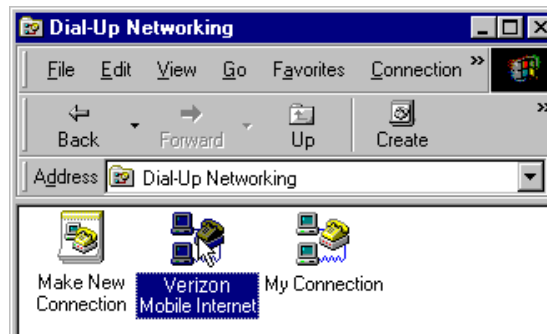 Dial-Up Networking
File Edit View Go Favorites Connection »
Back Forward Up Create »
Address Dial-Up Networking
Make New Connection
Verizon Mobile Internet
My Connection